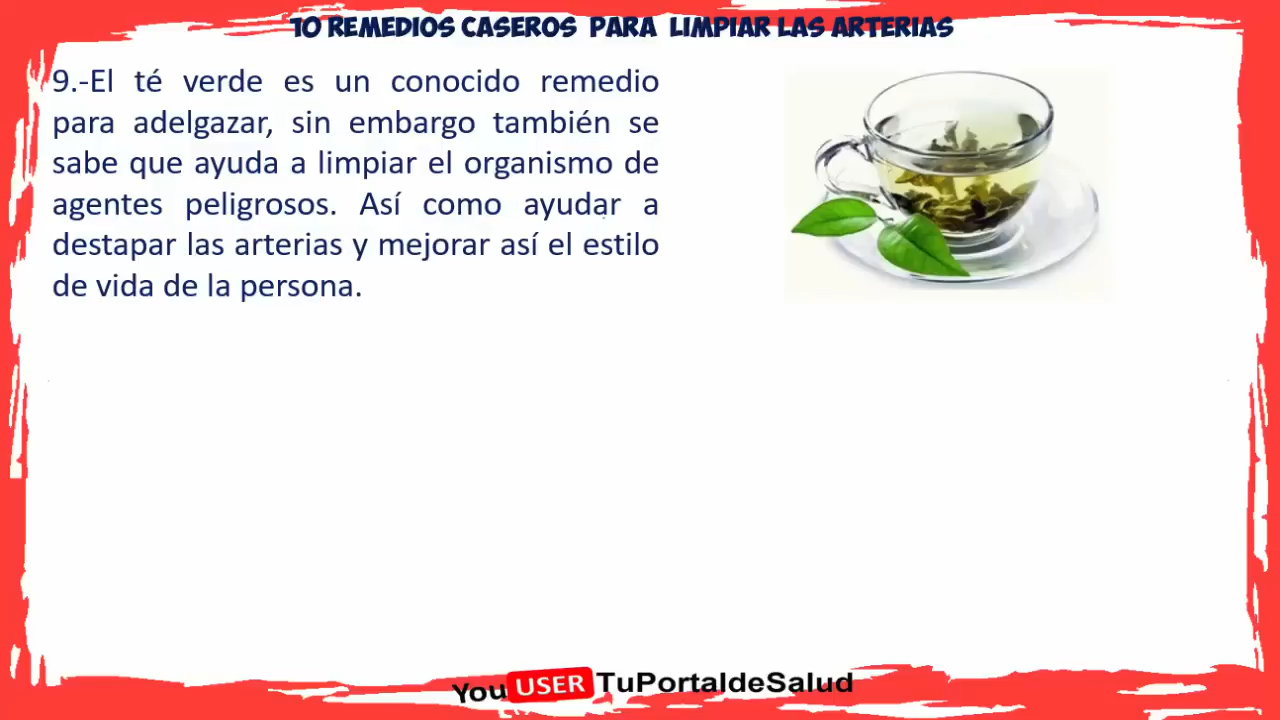 10 REMEDIOS CASEROS PARA LIMPIAR LAS ARTERIAS
9.-El té verde es un conocido remedio
para adelgazar, sin embargo también se
sabe que ayuda a limpiar el organismo de
agentes peligrosos. Así como ayudar a
destapar las arterias y mejorar así el estilo
de vida de la persona.
You USER TuPortaldeSalud